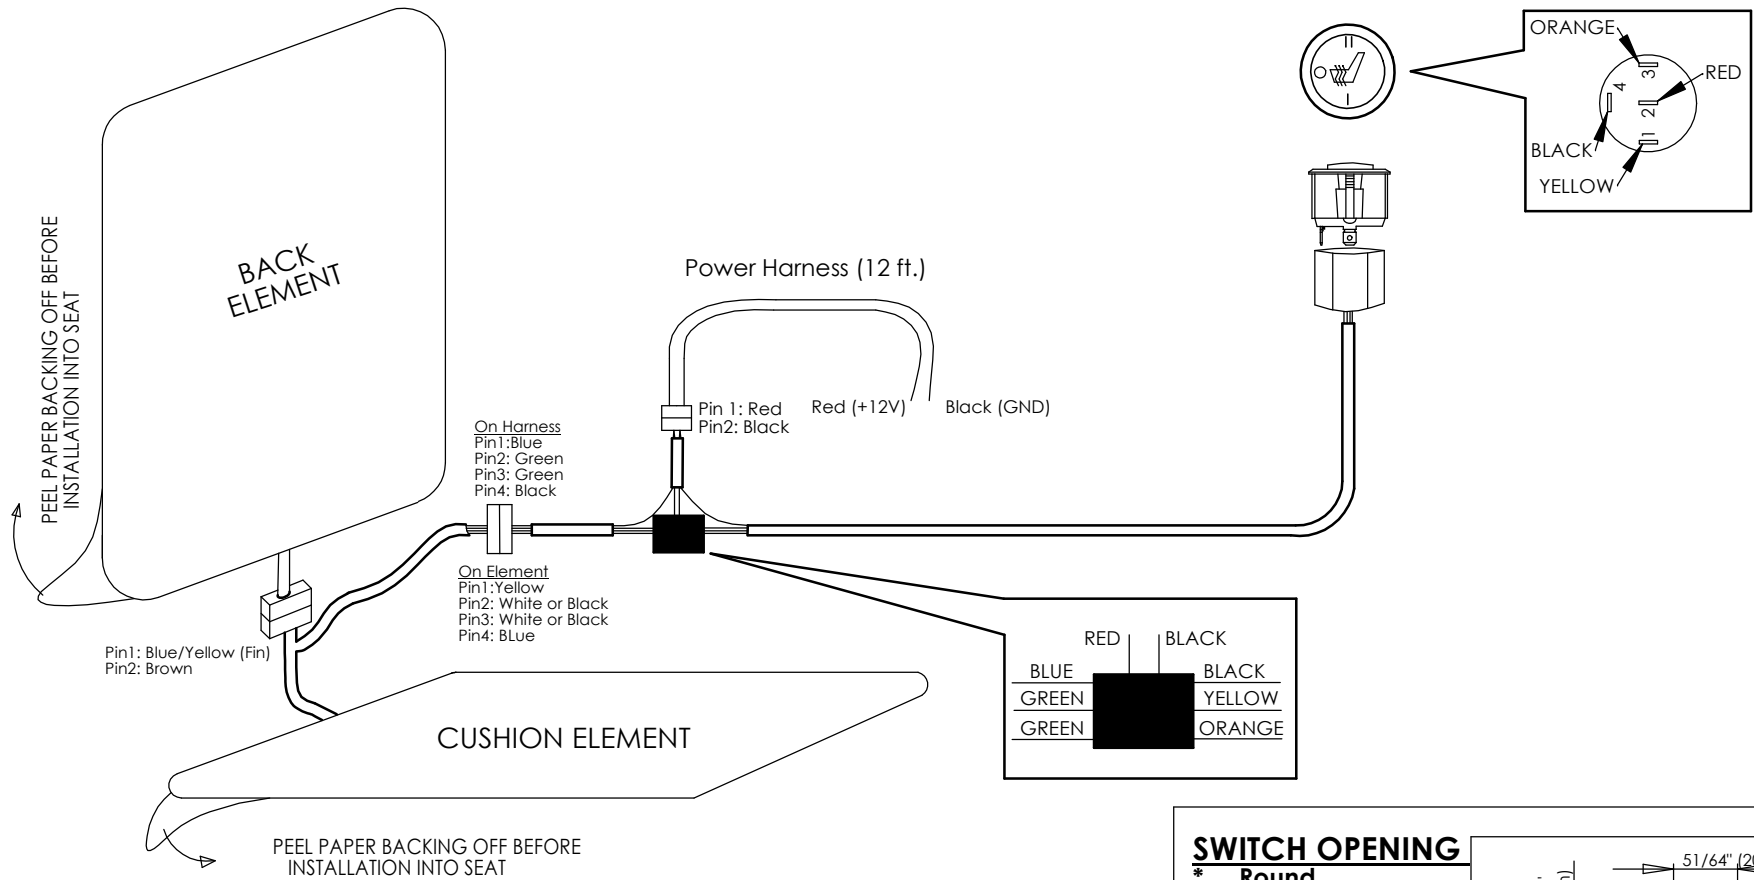 ORANGE
3
RED
4
2
BLACK
1
YELLOW
II
I
BACK
ELEMENT
PEEL PAPER BACKING OFF BEFORE
INSTALLATION INTO SEAT
Power Harness (12 ft.)
Pin 1: Red
Pin2: Black
Red (+12V)
Black (GND)
On Harness
Pin1:Blue
Pin2: Green
Pin3: Green
Pin4: Black
On Element
Pin1:Yellow
Pin2: White or Black
Pin3: White or Black
Pin4: BLue
Pin1: Blue/Yellow (Fin)
Pin2: Brown
RED
BLACK
BLUE
BLACK
GREEN
YELLOW
GREEN
ORANGE
CUSHION ELEMENT
PEEL PAPER BACKING OFF BEFORE
INSTALLATION INTO SEAT
SWITCH OPENING
* Round
51/64"